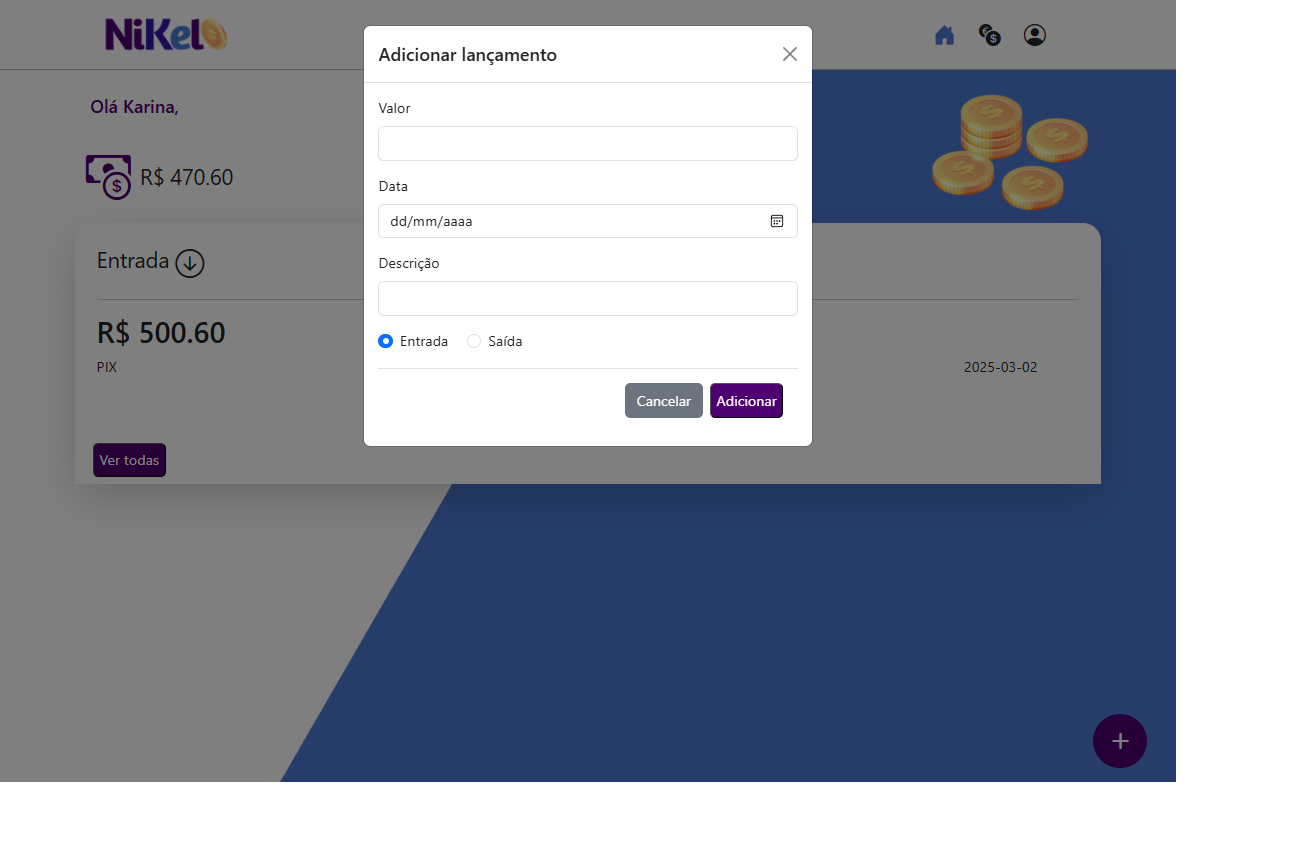 NiKel
Adicionar lançamento
Olá Karina,
Valor
R$ 470.60
Data
dd/mm/aaaa
Entrada
Descrição
R$ 500.60
Entrada Saída
PIX
2025-03-02
Cancelar Adicionar
Ver todas
+